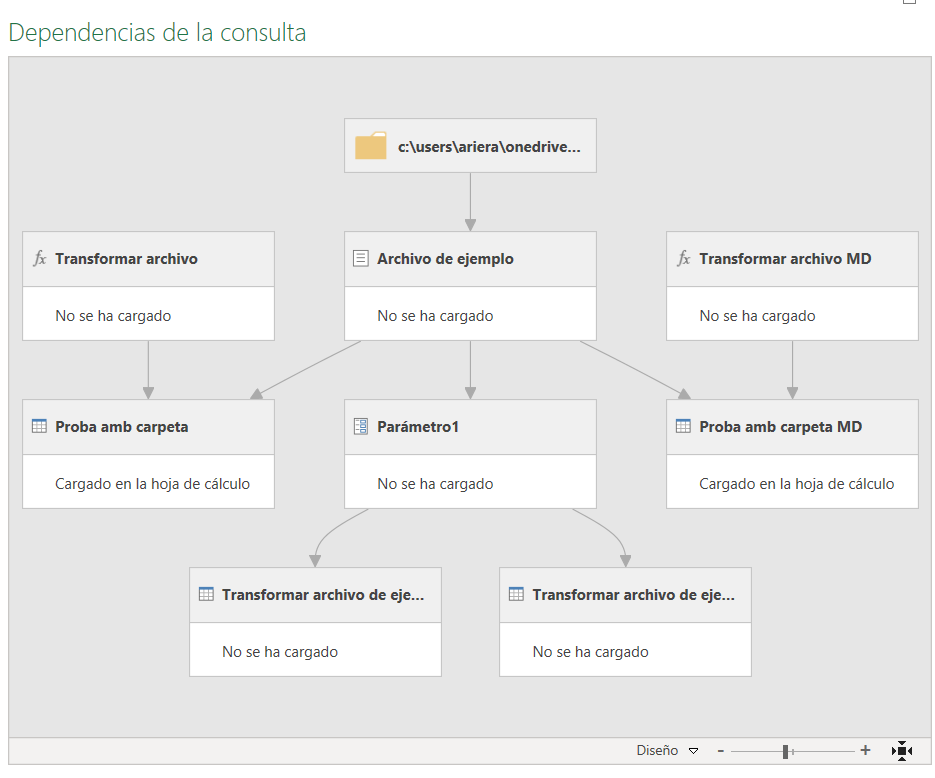 Dependencias de la consulta
c:\users\ariera\onedrive...
fx Transformar archivo
No se ha cargado
Archivo de ejemplo
No se ha cargado
fx Transformar archivo MD
No se ha cargado
Proba amb carpeta
Cargado en la hoja de cálculo
Parámetro1
No se ha cargado
Proba amb carpeta MD
Cargado en la hoja de cálculo
Transformar archivo de eje...
No se ha cargado
Transformar archivo de eje...
No se ha cargado
Diseño